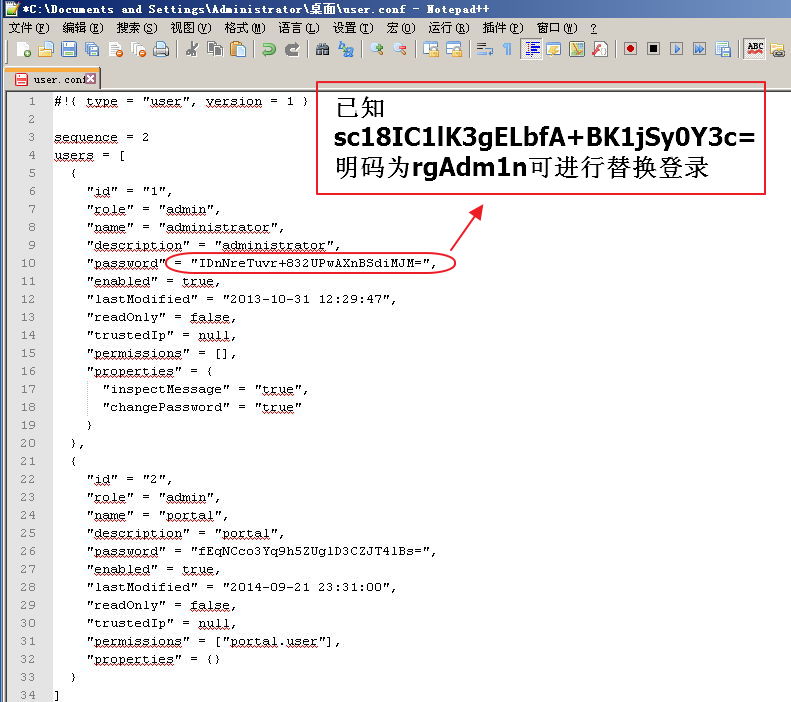 *C:\Documents and Settings\Administrator\桌面\user.conf - Notepad++
文件(F) 编辑(E) 搜索(S) 视图(V) 格式(M) 语言(L) 设置(T) 宏(O) 运行(R) 插件(P) 窗口(W) ?
ABC
user.conf
1 #!{ type = "user", version = 1 }
2
3 sequence = 2
4 users = [
5 {
6 "id" = "1",
7 "role" = "admin",
8 "name" = "administrator",
9 "description" = "administrator",
10 "password" = "IDnNreTuvr+832UPwAXnBSdiMJM=",
11 "enabled" = true,
12 "lastModified" = "2013-10-31 12:29:47",
13 "readOnly" = false,
14 "trustedIp" = null,
15 "permissions" = [],
16 "properties" = {
17 "inspectMessage" = "true",
18 "changePassword" = "true"
19 }
20 },
21 {
22 "id" = "2",
23 "role" = "admin",
24 "name" = "portal",
25 "description" = "portal",
26 "password" = "fEqNCco3Yq9h5ZUglD3CZJT4lBs=",
27 "enabled" = true,
28 "lastModified" = "2014-09-21 23:31:00",
29 "readOnly" = false,
30 "trustedIp" = null,
31 "permissions" = ["portal.user"],
32 "properties" = {}
33 }
34 ]
已知
sc18IC1lK3gELbfA+BK1jSy0Y3c=
明码为rgAdm1n可进行替换登录